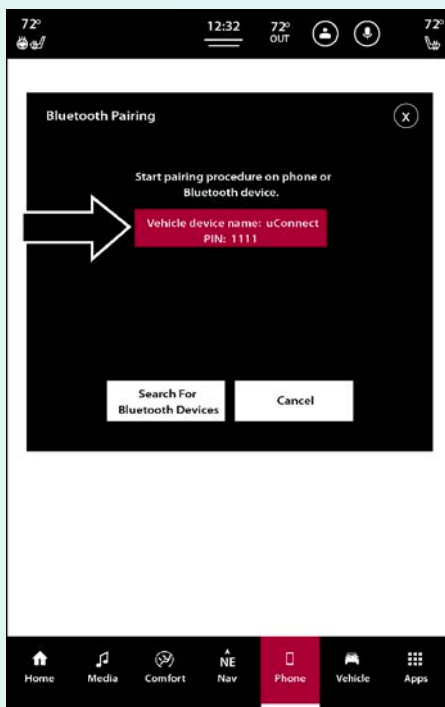 72° 12:32 72° 72°
OUT
Bluetooth Pairing X
Start pairing procedure on phone or
Bluetooth device.
Vehicle device name: uConnect
PIN: 1111
Search For
Bluetooth Devices
Cancel
NE
Home Media Comfort Nav Phone Vehicle Apps